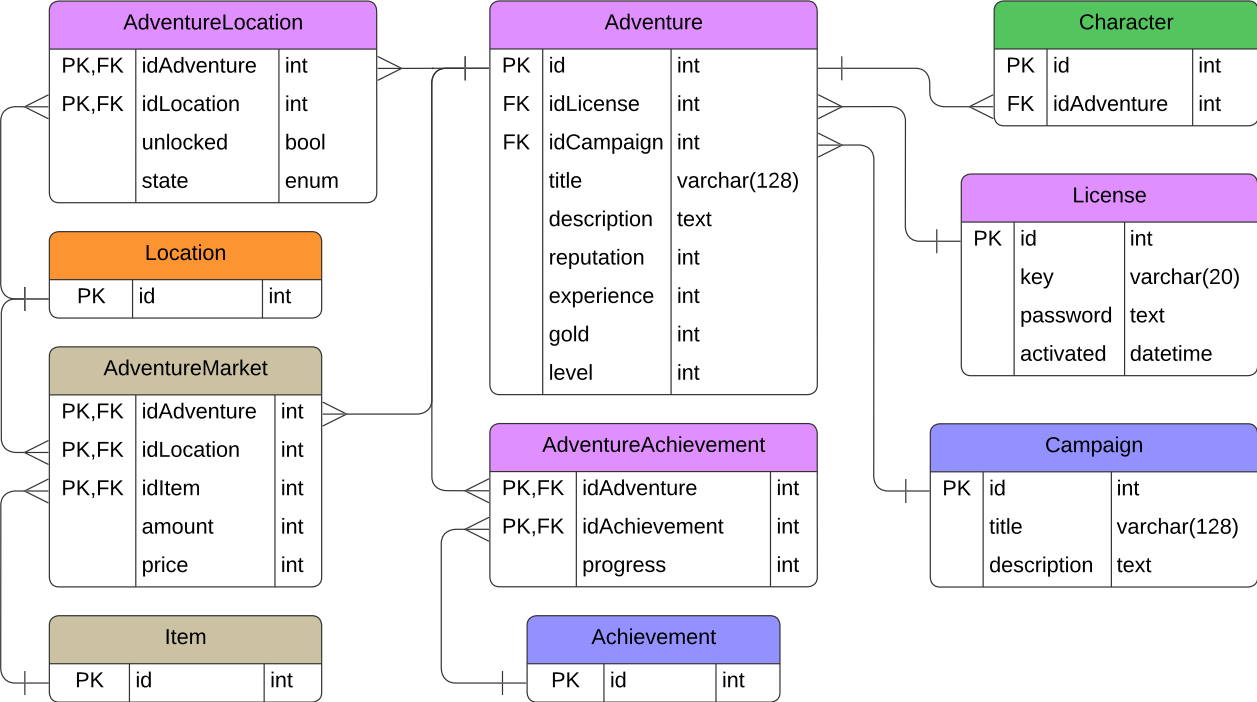 AdventureLocation
PK,FK idAdventure int
PK,FK idLocation int
unlocked bool
state enum
Location
PK id int
AdventureMarket
PK,FK idAdventure int
PK,FK idLocation int
PK,FK idItem int
amount int
price int
Item
PK id int
Adventure
PK id int
FK idLicense int
FK idCampaign int
title varchar(128)
description text
reputation int
experience int
gold int
level int
AdventureAchievement
PK,FK idAdventure int
PK,FK idAchievement int
progress int
Achievement
PK id int
Character
PK id int
FK idAdventure int
License
PK id int
key varchar(20)
password text
activated datetime
Campaign
PK id int
title varchar(128)
description text